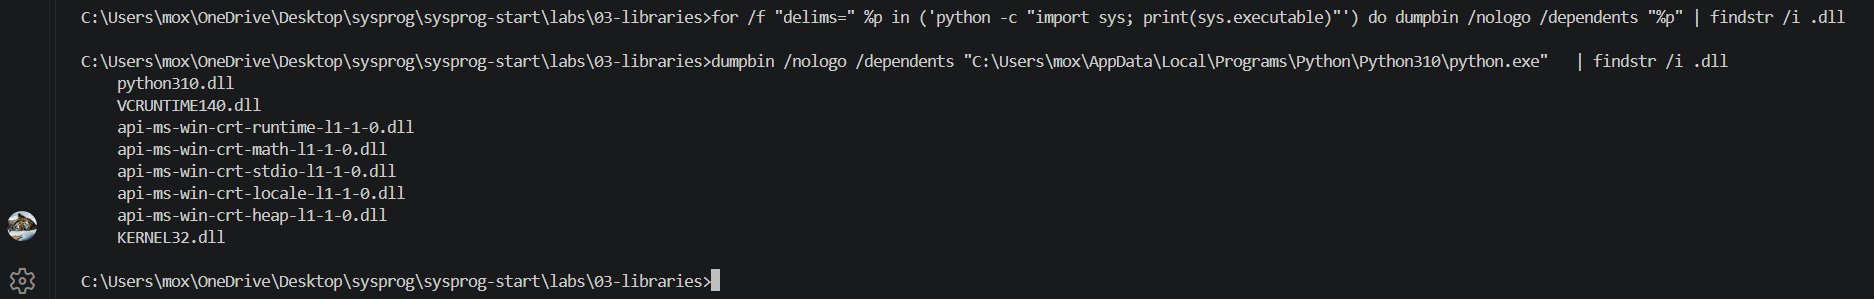 C:\Users\mox\OneDrive\Desktop\sysprog\sysprog-start\labs\03-libraries>for /f "delims=" %p in ('python -c "import sys; print(sys.executable)"') do dumpbin /nologo /dependents "%p" | findstr /i .dll
C:\Users\mox\OneDrive\Desktop\sysprog\sysprog-start\labs\03-libraries>dumpbin /nologo /dependents "C:\Users\mox\AppData\Local\Programs\Python\Python310\python.exe"   | findstr /i .dll
    python310.dll
    VCRUNTIME140.dll
    api-ms-win-crt-runtime-l1-1-0.dll
    api-ms-win-crt-math-l1-1-0.dll
    api-ms-win-crt-stdio-l1-1-0.dll
    api-ms-win-crt-locale-l1-1-0.dll
    api-ms-win-crt-heap-l1-1-0.dll
    KERNEL32.dll
C:\Users\mox\OneDrive\Desktop\sysprog\sysprog-start\labs\03-libraries>